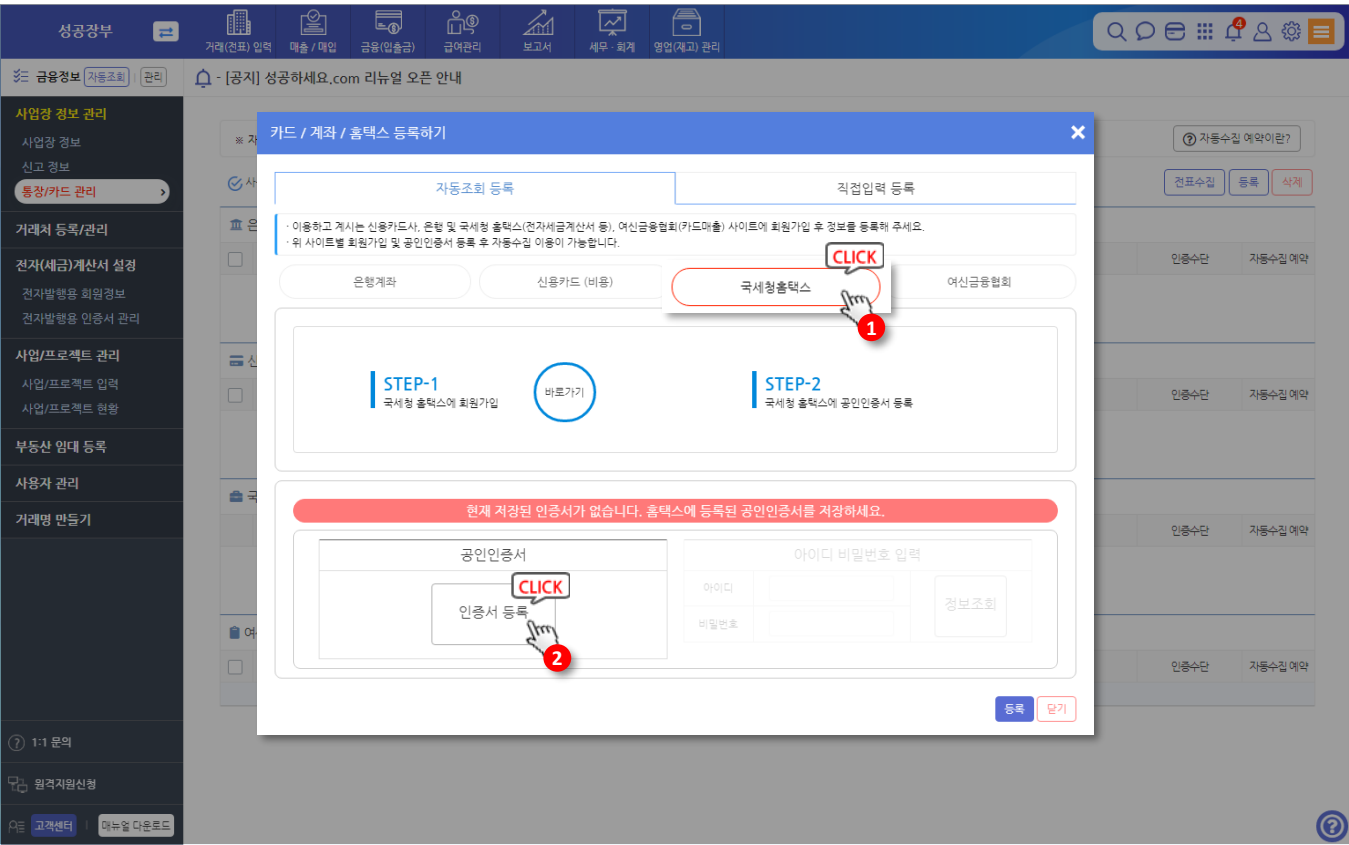 성공장부
거래(전표) 입력
매출 / 매입
금융(입출금)
급여관리
보고서
세무 · 회계
영업(재고) 관리
4
금융정보 자동조회 | 관리
- [공지] 성공하세요.com 리뉴얼 오픈 안내
사업장 정보 관리
사업장 정보
신고 정보
통장/카드 관리
거래처 등록/관리
전자(세금)계산서 설정
전자발행용 회원정보
전자발행용 인증서 관리
사업/프로젝트 관리
사업/프로젝트 입력
사업/프로젝트 현황
부동산 임대 등록
사용자 관리
거래명 만들기
? 1:1 문의
원격지원신청
고객센터 | 매뉴얼 다운로드
※ 자
? 자동수집 예약이란?
전표수집 등록 삭제
인증수단 자동수집 예약
인증수단 자동수집 예약
인증수단 자동수집 예약
인증수단 자동수집 예약
카드 / 계좌 / 홈택스 등록하기
자동조회 등록
직접입력 등록
· 이용하고 계시는 신용카드사, 은행 및 국세청 홈택스(전자세금계산서 등), 여신금융협회(카드매출) 사이트에 회원가입 후 정보를 등록해 주세요.
· 위 사이트별 회원가입 및 공인인증서 등록 후 자동수집 이용이 가능합니다.
은행계좌
신용카드 (비용)
국세청홈택스
여신금융협회
CLICK
1
STEP-1
국세청 홈택스에 회원가입
바로가기
STEP-2
국세청 홈택스에 공인인증서 등록
현재 저장된 인증서가 없습니다. 홈택스에 등록된 공인인증서를 저장하세요.
공인인증서
인증서 등록
CLICK
2
아이디 비밀번호 입력
아이디
비밀번호
정보조회
등록 닫기
?